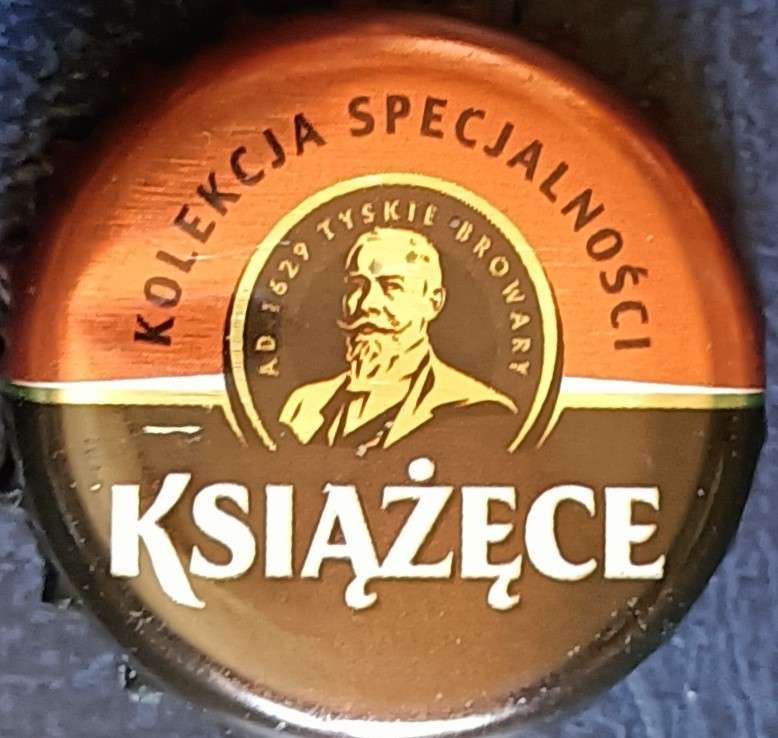 KOLEKCJA SPECJALNOŚCI
AD 1629 TYSKIE BROWARY
KSIĄŻĘCE